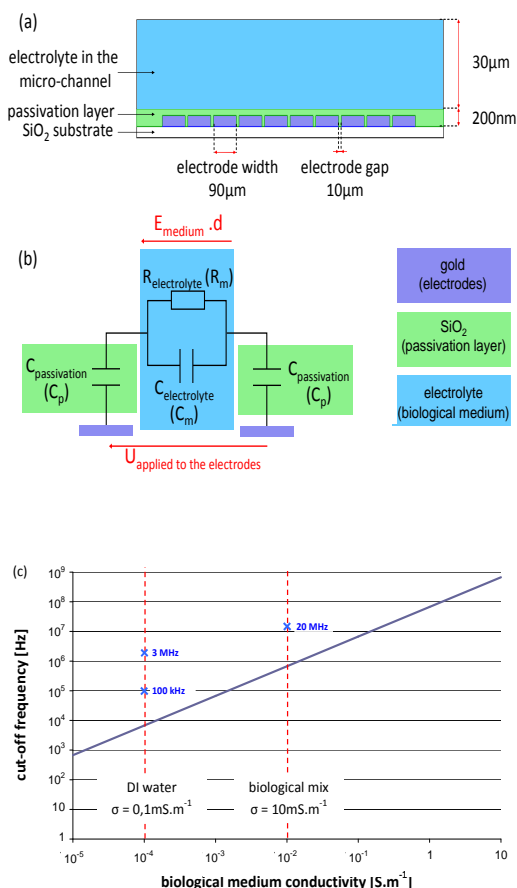 (a)
electrolyte in the
micro-channel
30µm
passivation layer
SiO2 substrate
200nm
electrode width
90µm
electrode gap
10µm
(b)
Emedium .d
Relectrolyte (Rm)
Cpassivation
(Cp)
Celectrolyte
(Cm)
Cpassivation
(Cp)
Uapplied to the electrodes
gold
(electrodes)
SiO2
(passivation layer)
electrolyte
(biological medium)
(c)
cut-off frequency [Hz]
10^9
10^8
10^7
10^6
10^5
10^4
10^3
10^2
10
1
20 MHz
3 MHz
100 kHz
DI water
σ = 0,1mS.m-1
biological mix
σ = 10mS.m-1
10^-5 10^-4 10^-3 10^-2 10^-1 1 10
biological medium conductivity [S.m-1]